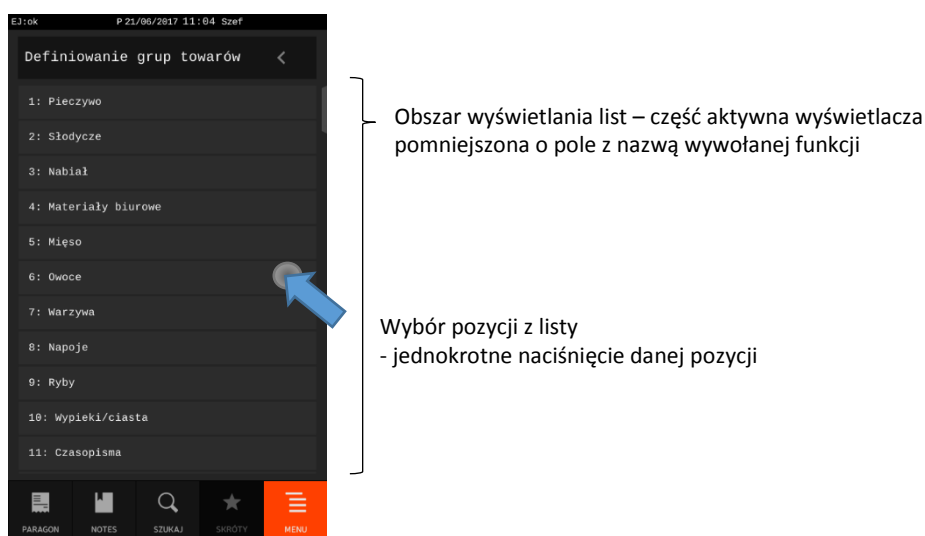 EJ:ok P 21/06/2017 11:04 Szef
Definiowanie grup towarów <
1: Pieczywo
2: Słodycze
3: Nabiał
4: Materiały biurowe
5: Mięso
6: Owoce
7: Warzywa
8: Napoje
9: Ryby
10: Wypieki/ciasta
11: Czasopisma
PARAGON NOTES SZUKAJ SKRÓTY MENU
Obszar wyświetlania list – część aktywna wyświetlacza
pomniejszona o pole z nazwą wywołanej funkcji
Wybór pozycji z listy
- jednokrotne naciśnięcie danej pozycji